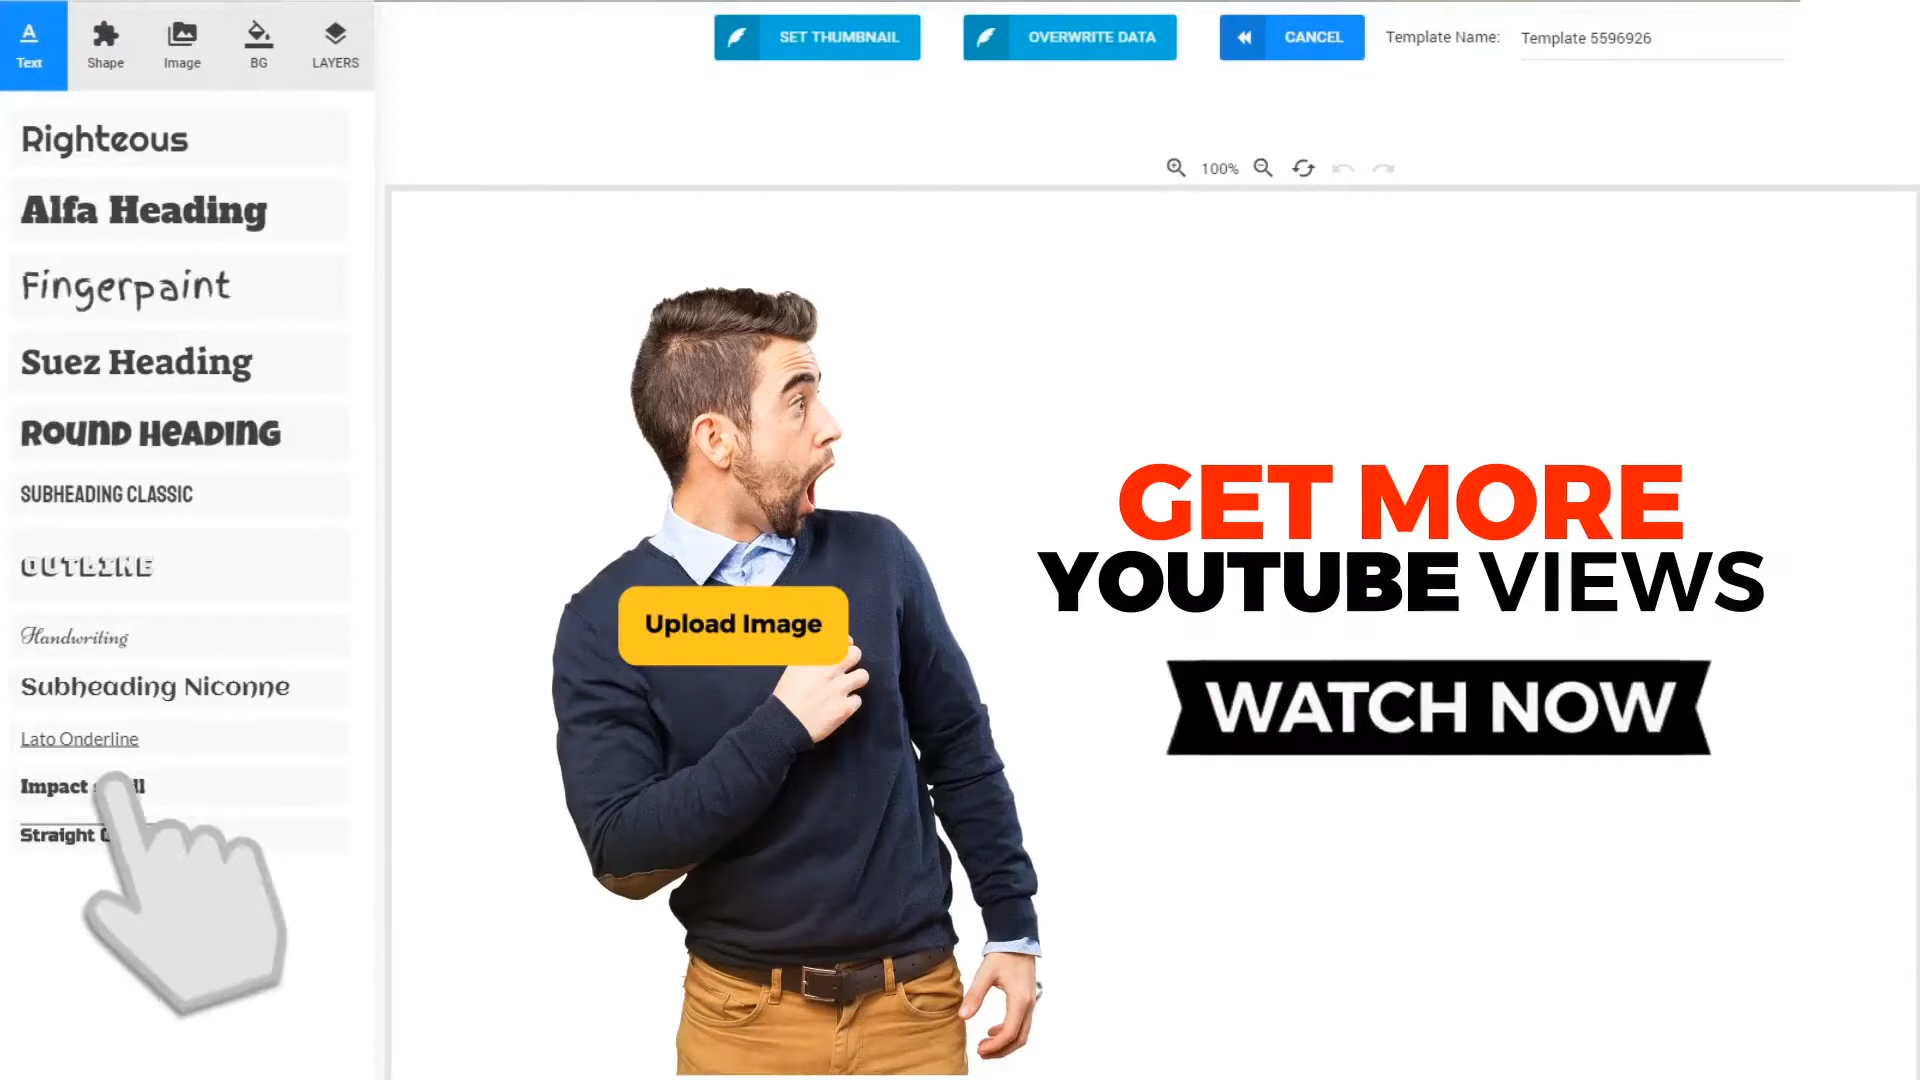 Text
Shape
Image
BG
LAYERS
SET THUMBNAIL
OVERWRITE DATA
CANCEL
Template Name:
Template 5596926
100%
Righteous
Alfa Heading
Fingerpaint
Suez Heading
Round Heading
SUBHEADING CLASSIC
OUTLINE
Handwriting
Subheading Niconne
Lato Onderline
Impact
Straight
GET MORE
YOUTUBE VIEWS
WATCH NOW
Upload Image